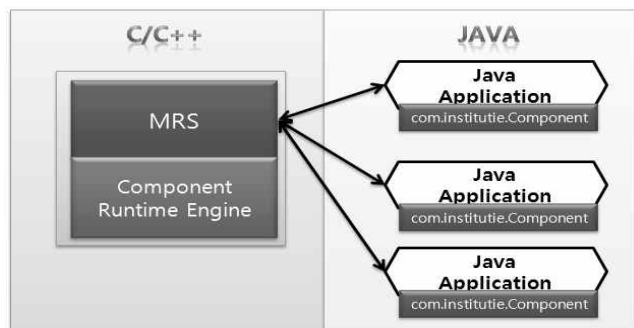 C/C++
JAVA
MRS
Component
Runtime Engine
Java
Application
com.institutie.Component
Java
Application
com.institutie.Component
Java
Application
com.institutie.Component